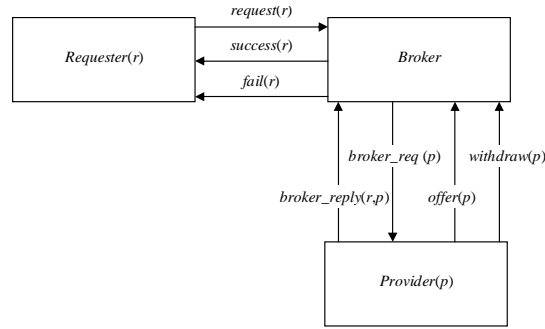 request(r)
Requester(r)
success(r)
Broker
fail(r)
broker_req (p)
withdraw(p)
broker_reply(r,p)
offer(p)
Provider(p)